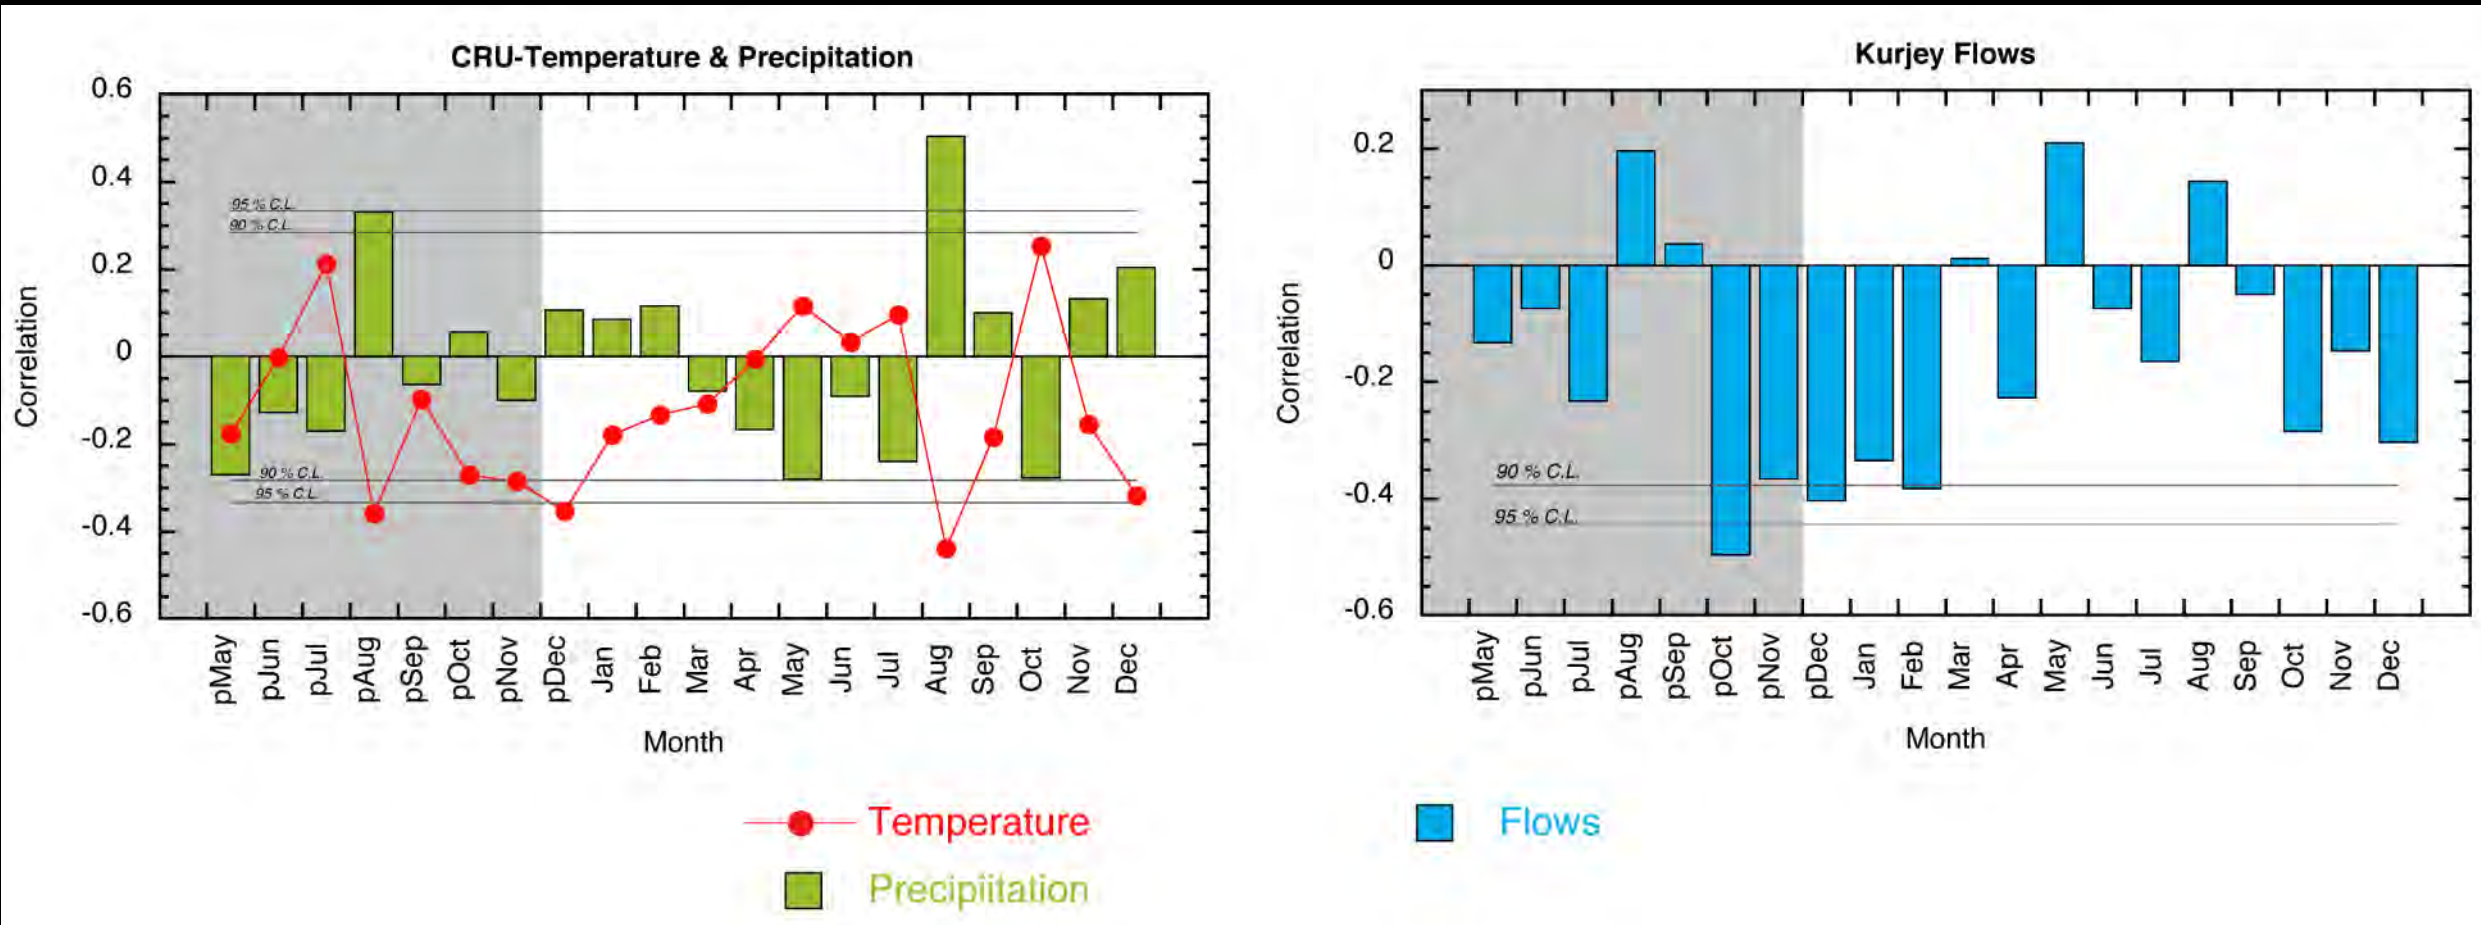 CRU-Temperature & Precipitation
0.6
0.4
0.2
0
-0.2
-0.4
-0.6
Correlation
95 % C.L.
90 % C.L.
90 % C.L.
95 % C.L.
pMay
pJun
pJul
pAug
pSep
pOct
pNov
pDec
Jan
Feb
Mar
Apr
May
Jun
Jul
Aug
Sep
Oct
Nov
Dec
Month
Temperature
Precipiitation
Kurjey Flows
0.2
0
-0.2
-0.4
-0.6
Correlation
90 % C.L.
95 % C.L.
pMay
pJun
pJul
pAug
pSep
pOct
pNov
pDec
Jan
Feb
Mar
Apr
May
Jun
Jul
Aug
Sep
Oct
Nov
Dec
Month
Flows